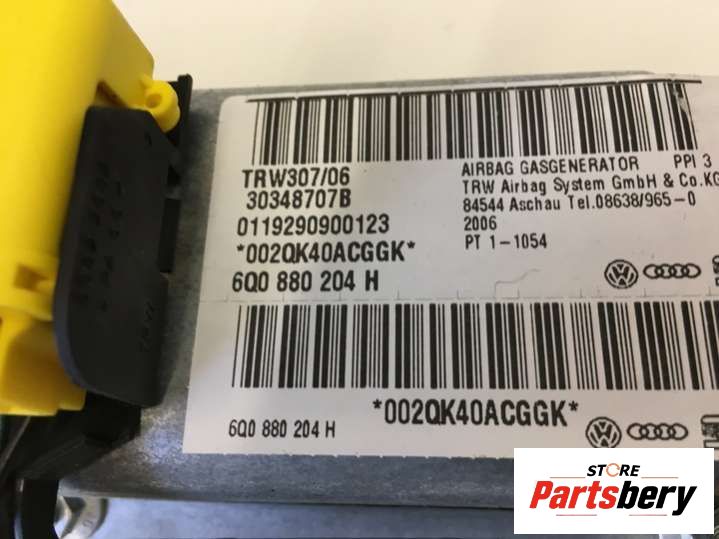 TRW307/06
30348707B
0119290900123
*002QK40ACGGK*
6Q0 880 204 H
AIRBAG GASGENERATOR PPI 3
TRW Airbag System GmbH & Co.KG
84544 Aschau Tel.08638/965-0
2006
PT 1-1054
6Q0 880 204 H
*002QK40ACGGK*
STORE
Partsbery